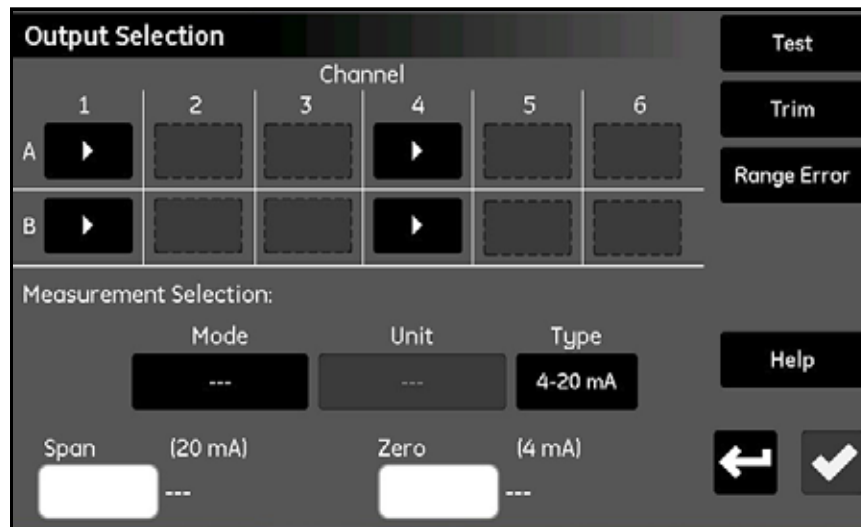 Output Selection
Test
Channel
1 2 3 4 5 6
Trim
A
Range Error
B
Measurement Selection:
Mode Unit Type
Help
--- --- 4-20 mA
Span (20 mA) Zero (4 mA)
--- ---